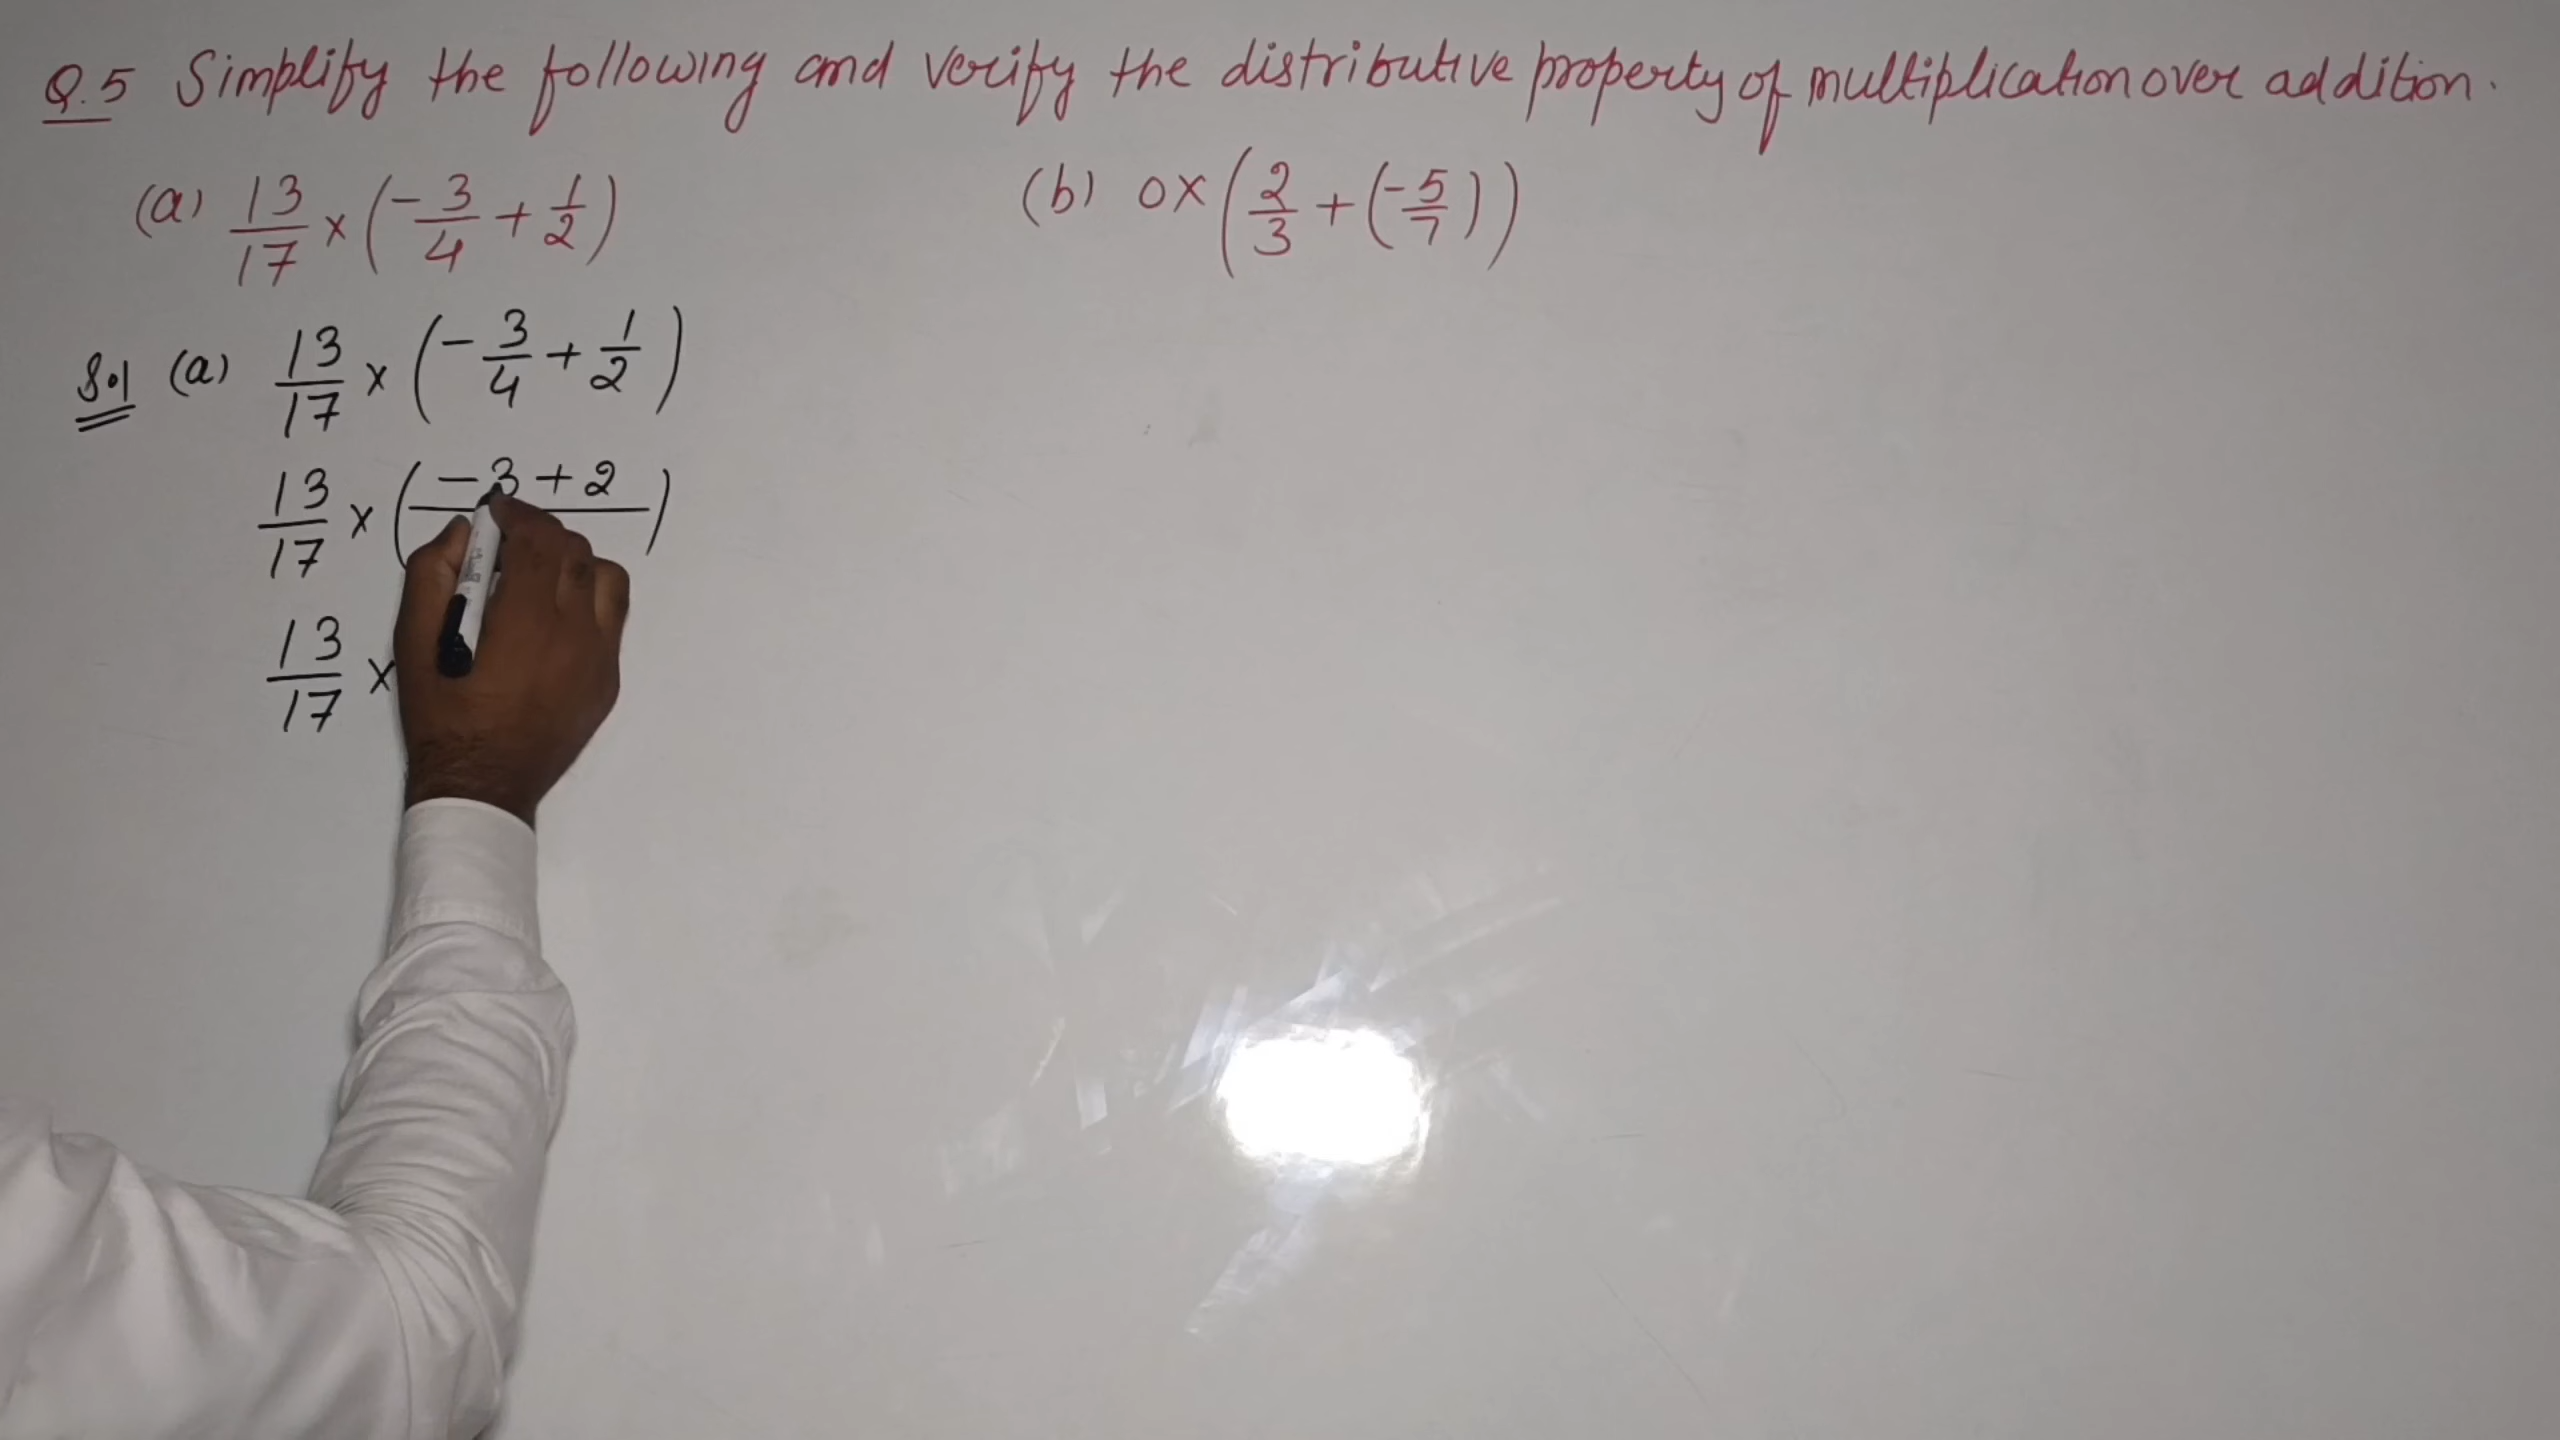 Q.5 Simplify the following and verify the distributive property of multiplication over addition.
(a) 13/17 × (-3/4 + 1/2) (b) 0 × (2/3 + (-5/7))
Sol (a) 13/17 × (-3/4 + 1/2)
13/17 × (-3+2)
13/17 ×